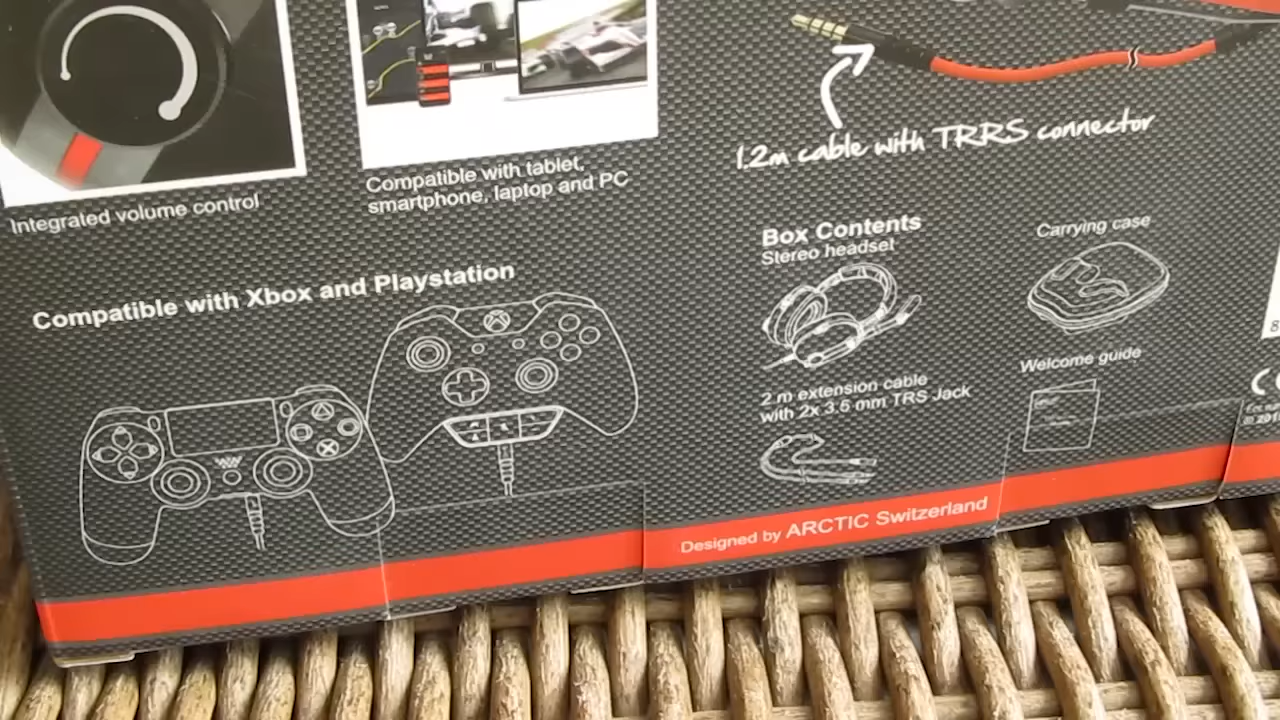 1.2m cable with TRRS connector
Integrated volume control
Compatible with tablet,
smartphone, laptop and PC
Compatible with Xbox and Playstation
Box Contents
Stereo headset
Carrying case
2 m extension cable
with 2x 3.5 mm TRS Jack
Welcome guide
Designed by ARCTIC Switzerland
8